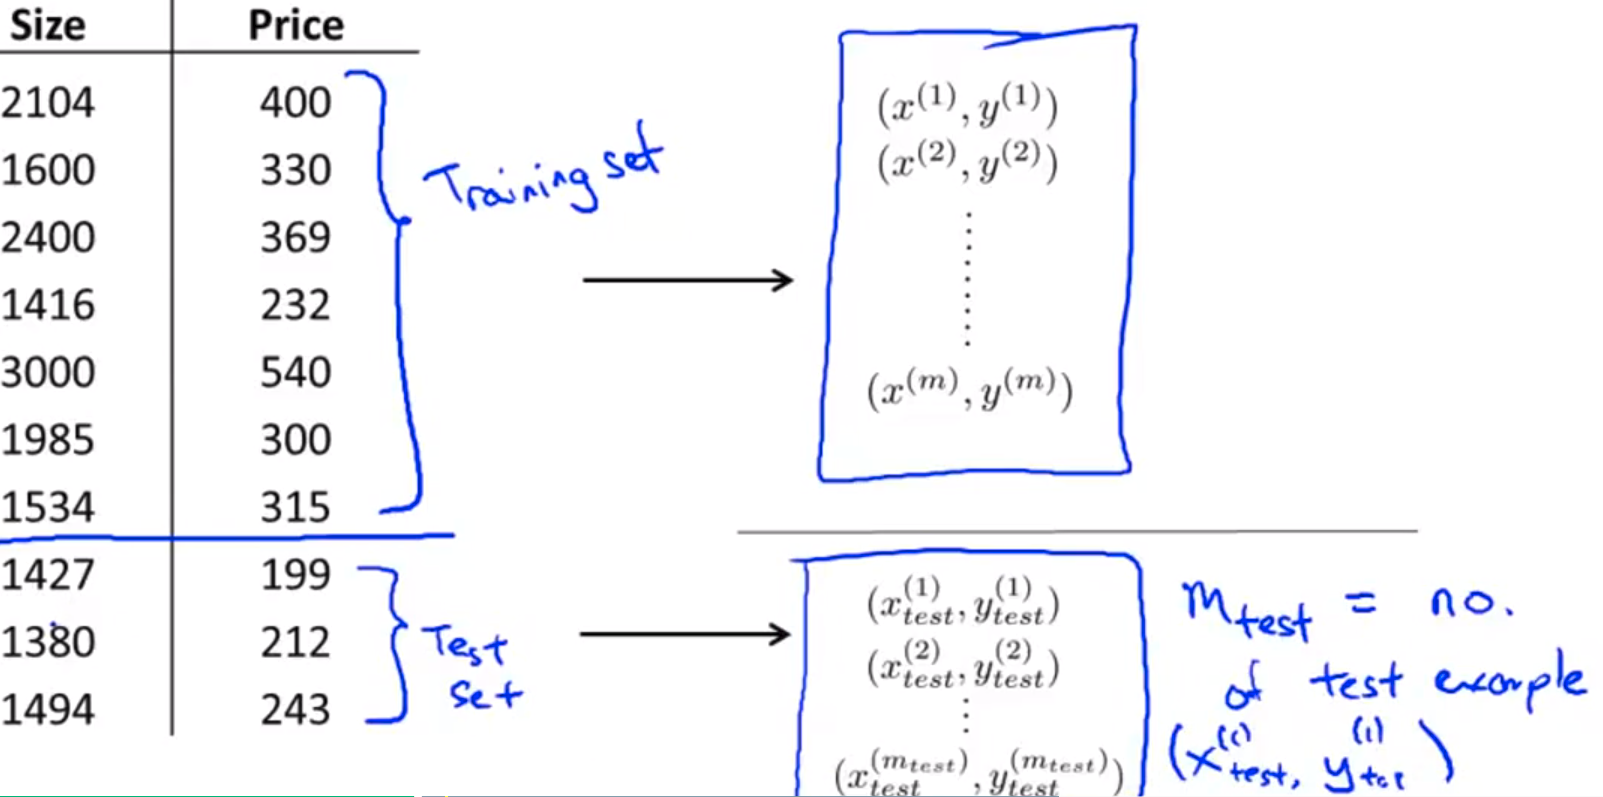 Size Price
2104 400
1600 330
2400 369
1416 232
3000 540
1985 300
1534 315
1427 199
1380 212
1494 243
Training set
Test
set
(x^(1), y^(1))
(x^(2), y^(2))
⋮
(x^(m), y^(m))
(x_test^(1), y_test^(1))
(x_test^(2), y_test^(2))
⋮
(x_test^(m_test), y_test^(m_test))
m_test = no.
of test example
(x_test^(1), y_test^(1))